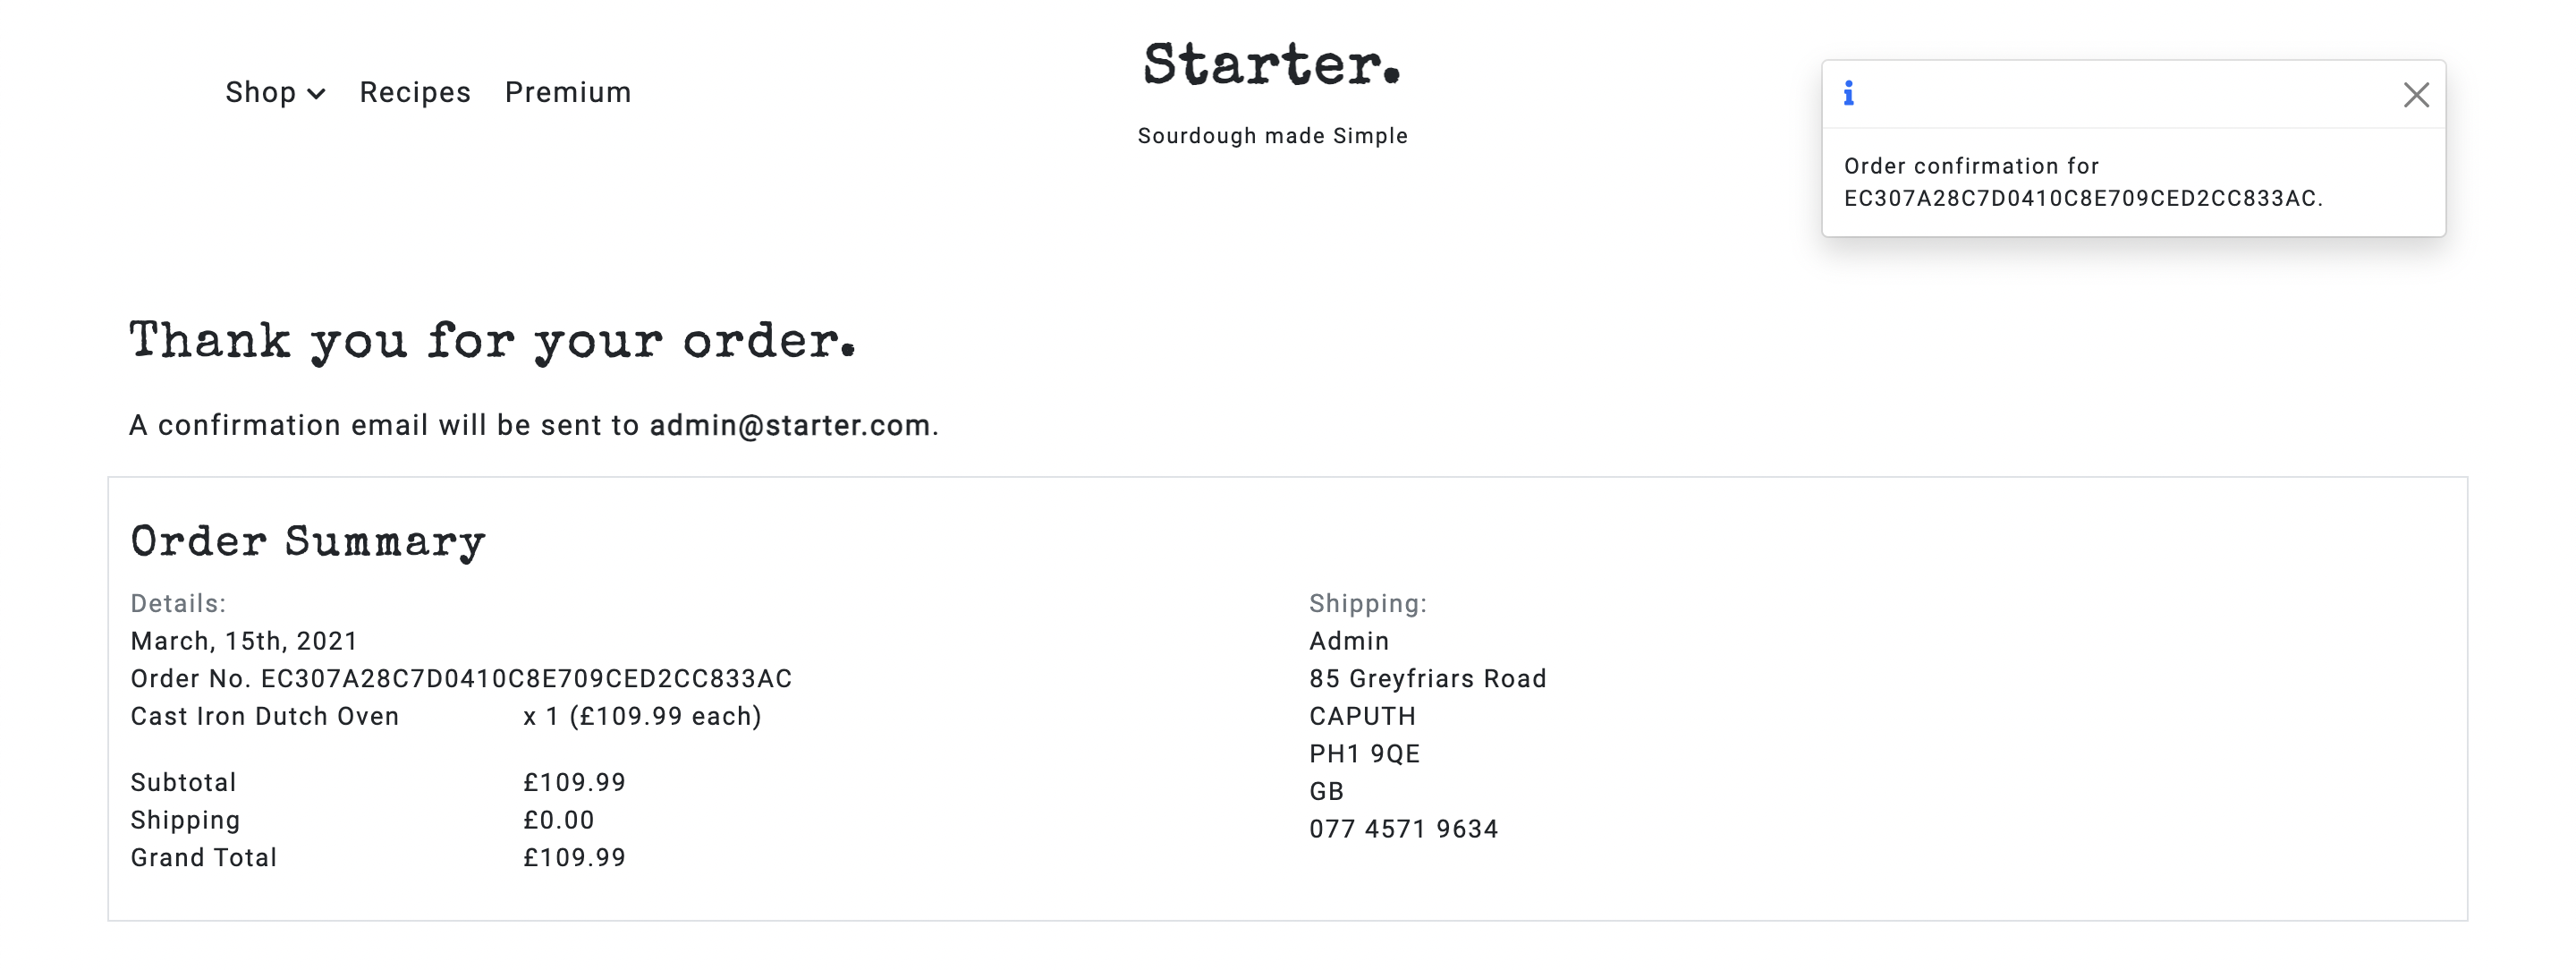 Shop Recipes Premium
Starter.
Sourdough made Simple
Order confirmation for
EC307A28C7D0410C8E709CED2CC833AC.
Thank you for your order.
A confirmation email will be sent to admin@starter.com.
Order Summary
Details:
March, 15th, 2021
Order No. EC307A28C7D0410C8E709CED2CC833AC
Cast Iron Dutch Oven x 1 (£109.99 each)
Subtotal £109.99
Shipping £0.00
Grand Total £109.99
Shipping:
Admin
85 Greyfriars Road
CAPUTH
PH1 9QE
GB
077 4571 9634